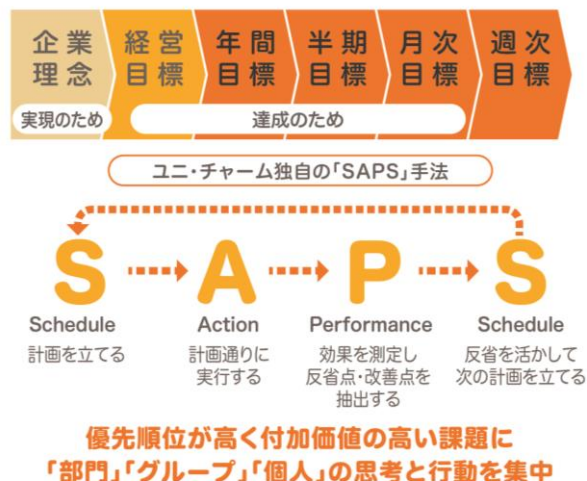 企業 経営 年間 半期 月次 週次
理念 目標 目標 目標 目標 目標
実現のため 達成のため
ユニ・チャーム独自の「SAPS」手法
S A P S
Schedule Action Performance Schedule
計画を立てる 計画通りに 効果を測定し 反省を活かして
実行する 反省点・改善点を 次の計画を立てる
抽出する
優先順位が高く付加価値の高い課題に
「部門」「グループ」「個人」の思考と行動を集中